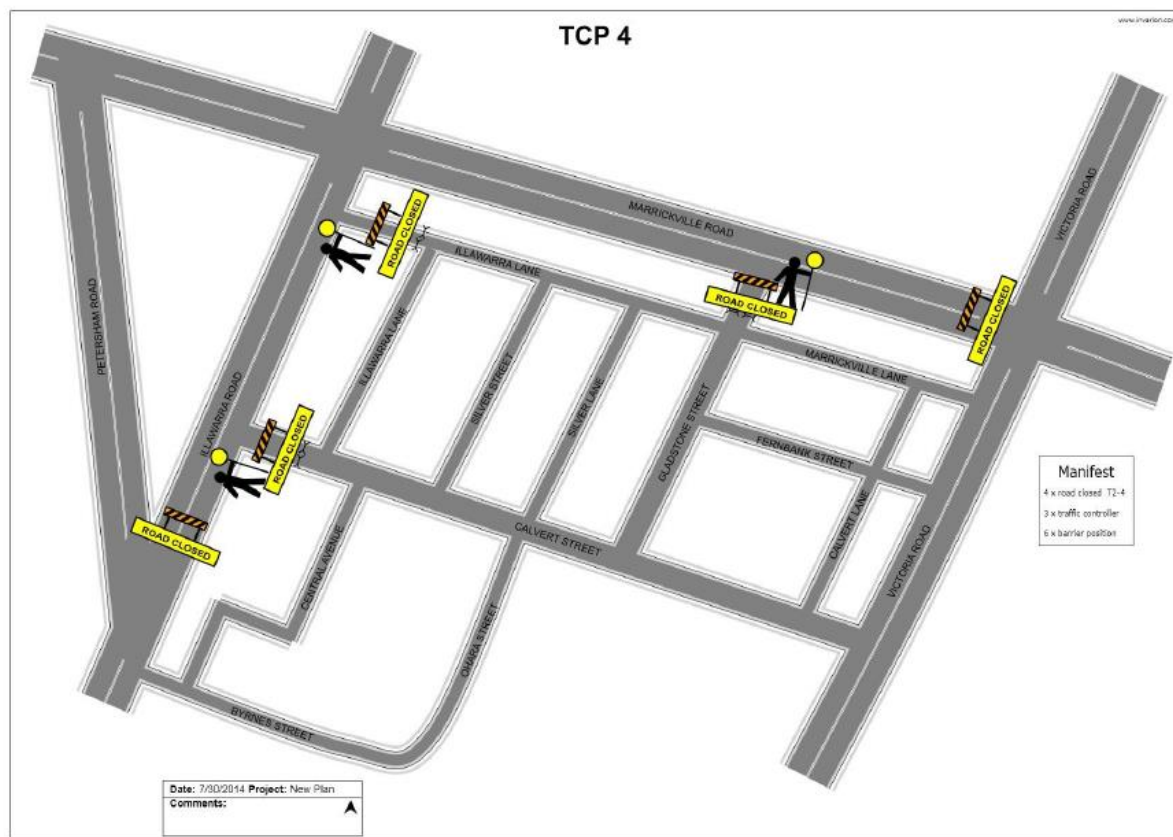 TCP 4
www.invarion.com
MARRICKVILLE ROAD
VICTORIA ROAD
ROAD CLOSED
ILLAWARRA LANE
ROAD CLOSED
ROAD CLOSED
PETERSHAM ROAD
ILLAWARRA ROAD
ILLAWARRA LANE
SILVER STREET
SILVER LANE
GLADSTONE STREET
MARRICKVILLE LANE
FERNBANK STREET
ROAD CLOSED
ROAD CLOSED
CALVERT STREET
CALVERT LANE
VICTORIA ROAD
CENTRAL AVENUE
OHARA STREET
BYRNES STREET
Manifest
4 x road closed T2-4
3 x traffic controller
6 x barrier position
Date: 7/30/2014 Project: New Plan
Comments: